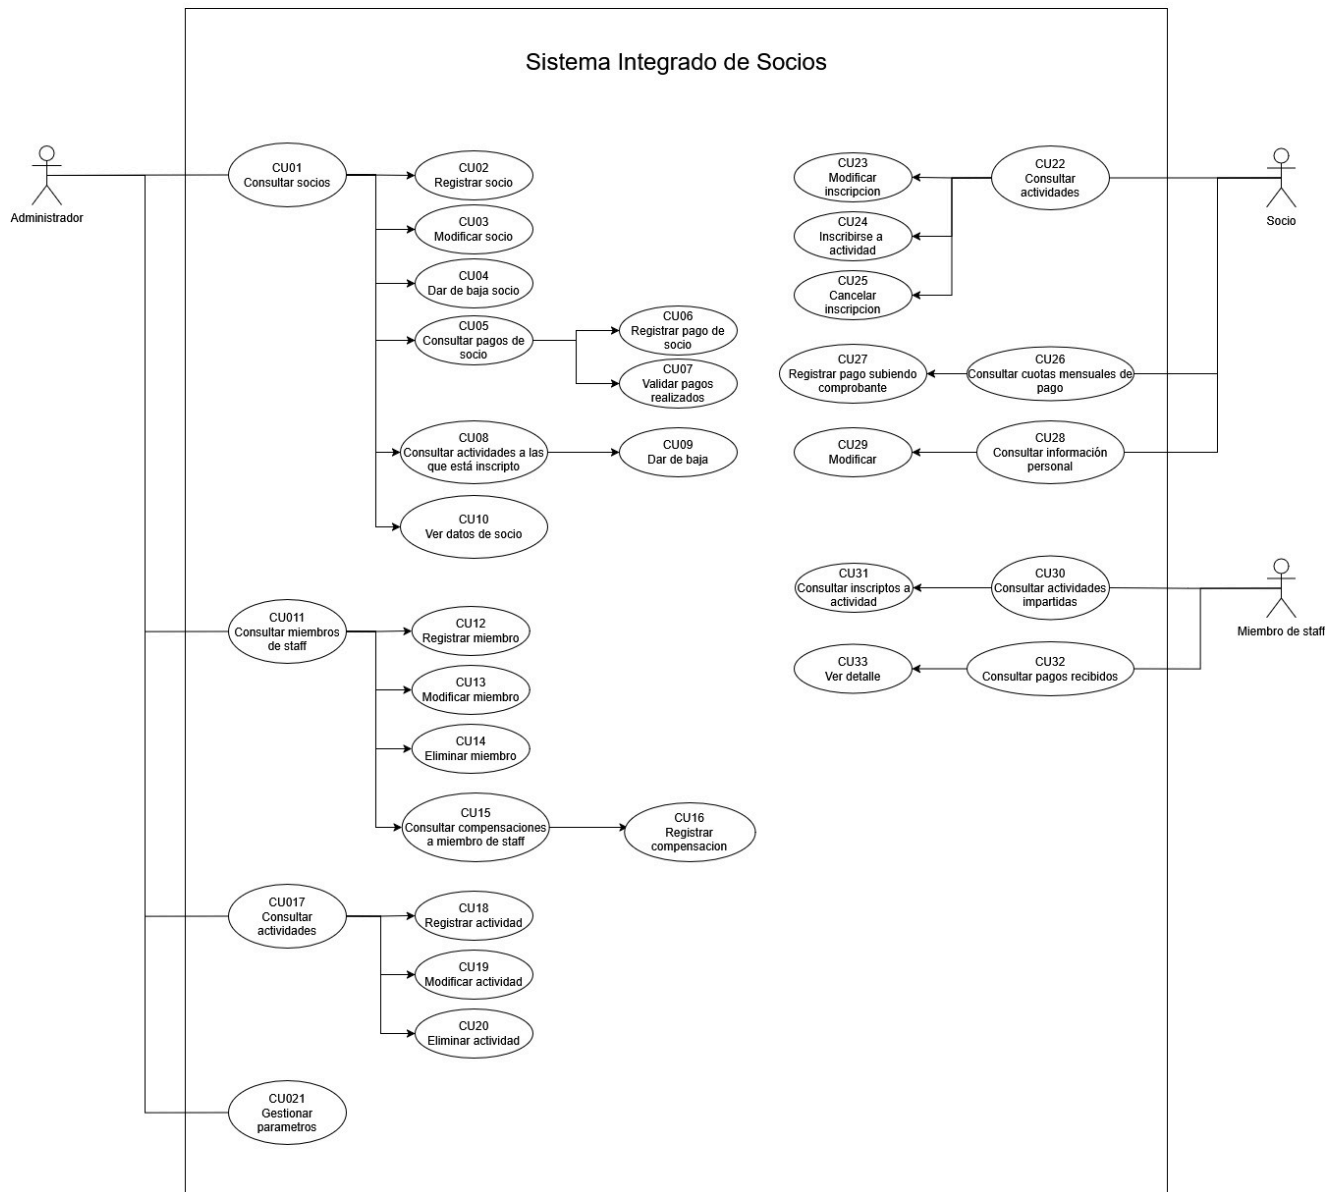 Sistema Integrado de Socios
Administrador
CU01
Consultar socios
CU02
Registrar socio
CU03
Modificar socio
CU04
Dar de baja socio
CU05
Consultar pagos de
socio
CU06
Registrar pago de
socio
CU07
Validar pagos
realizados
CU08
Consultar actividades a las
que está inscripto
CU09
Dar de baja
CU10
Ver datos de socio
CU011
Consultar miembros
de staff
CU12
Registrar miembro
CU13
Modificar miembro
CU14
Eliminar miembro
CU15
Consultar compensaciones
a miembro de staff
CU16
Registrar
compensacion
CU017
Consultar
actividades
CU18
Registrar actividad
CU19
Modificar actividad
CU20
Eliminar actividad
CU021
Gestionar
parametros
Socio
CU22
Consultar
actividades
CU23
Modificar
inscripcion
CU24
Inscribirse a
actividad
CU25
Cancelar
inscripcion
CU26
Consultar cuotas mensuales de
pago
CU27
Registrar pago subiendo
comprobante
CU28
Consultar información
personal
CU29
Modificar
Miembro de staff
CU30
Consultar actividades
impartidas
CU31
Consultar inscriptos a
actividad
CU32
Consultar pagos recibidos
CU33
Ver detalle